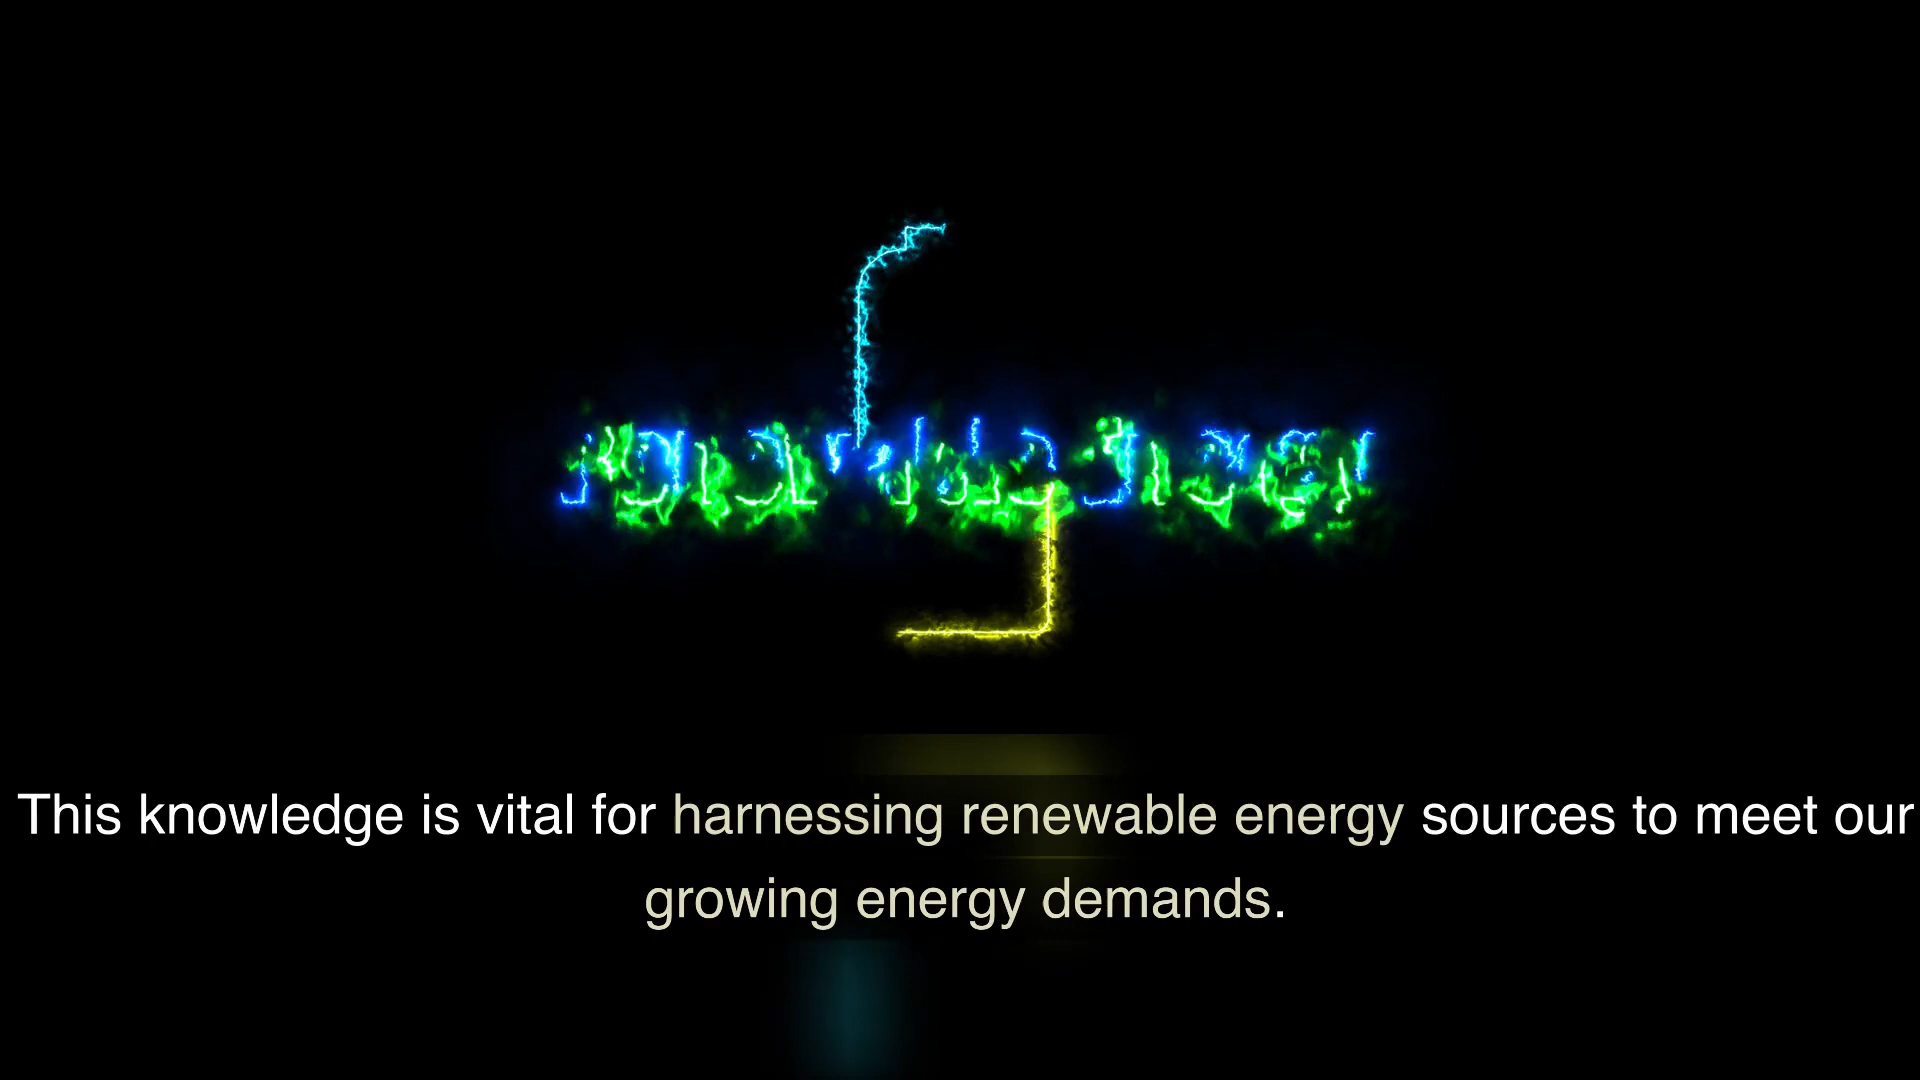 This knowledge is vital for harnessing renewable energy sources to meet our
growing energy demands.